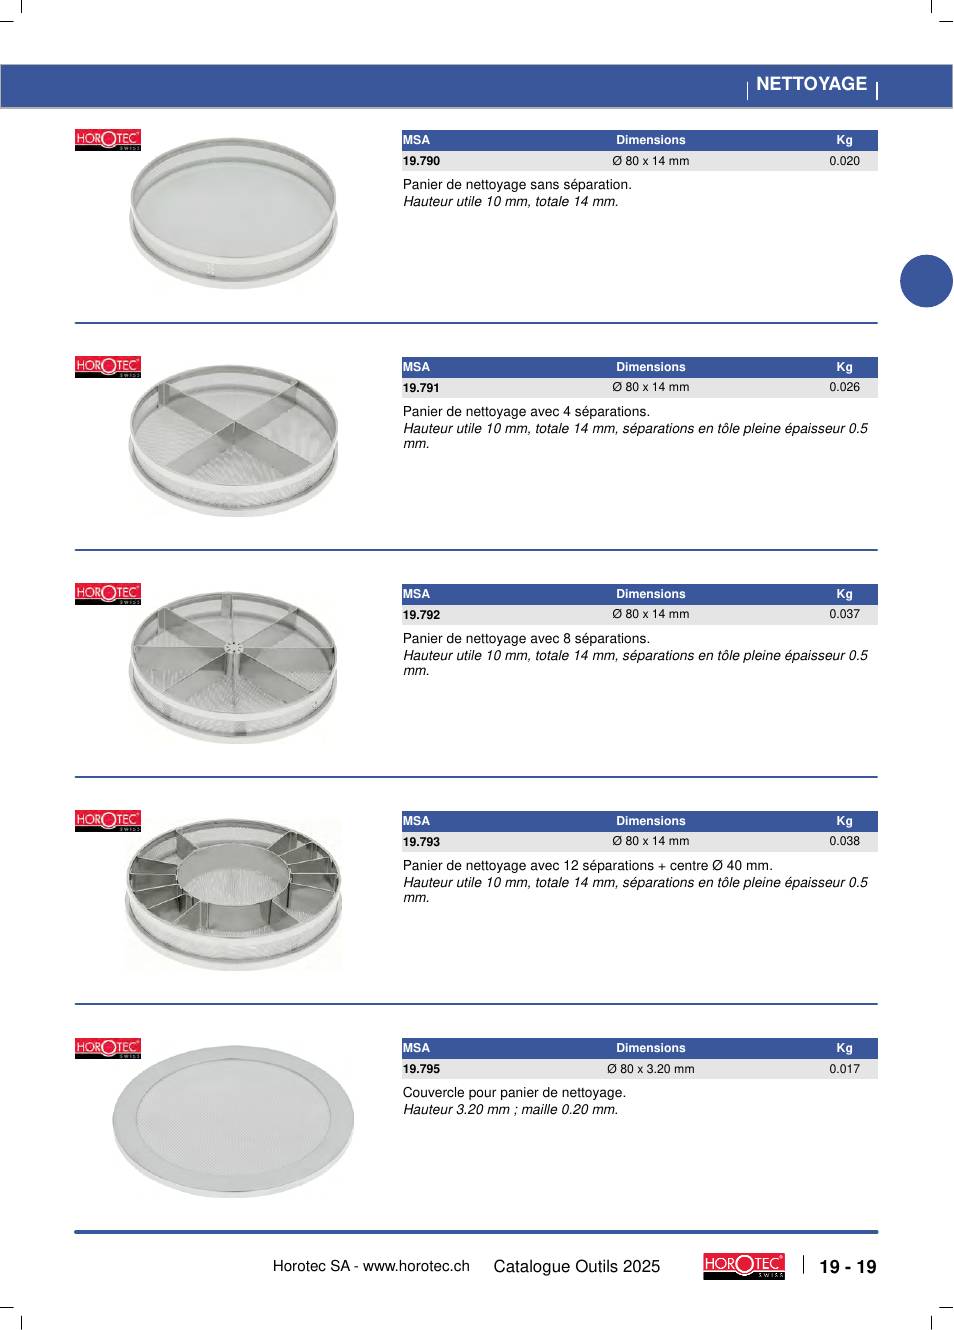 NETTOYAGE
HOROTEC
SWISS
MSA Dimensions Kg
19.790 Ø 80 x 14 mm 0.020
Panier de nettoyage sans séparation.
Hauteur utile 10 mm, totale 14 mm.
HOROTEC
SWISS
MSA Dimensions Kg
19.791 Ø 80 x 14 mm 0.026
Panier de nettoyage avec 4 séparations.
Hauteur utile 10 mm, totale 14 mm, séparations en tôle pleine épaisseur 0.5
mm.
HOROTEC
SWISS
MSA Dimensions Kg
19.792 Ø 80 x 14 mm 0.037
Panier de nettoyage avec 8 séparations.
Hauteur utile 10 mm, totale 14 mm, séparations en tôle pleine épaisseur 0.5
mm.
HOROTEC
SWISS
MSA Dimensions Kg
19.793 Ø 80 x 14 mm 0.038
Panier de nettoyage avec 12 séparations + centre Ø 40 mm.
Hauteur utile 10 mm, totale 14 mm, séparations en tôle pleine épaisseur 0.5
mm.
HOROTEC
SWISS
MSA Dimensions Kg
19.795 Ø 80 x 3.20 mm 0.017
Couvercle pour panier de nettoyage.
Hauteur 3.20 mm ; maille 0.20 mm.
Horotec SA - www.horotec.ch Catalogue Outils 2025 HOROTEC SWISS 19 - 19